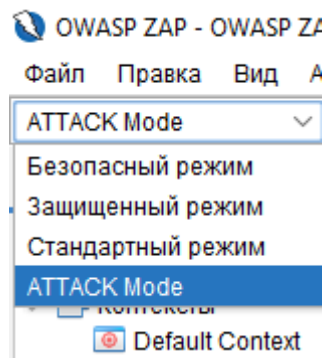 OWASP ZAP - OWASP ZA
Файл Правка Вид А
ATTACK Mode
Безопасный режим
Защищенный режим
Стандартный режим
ATTACK Mode
Контексты
Default Context